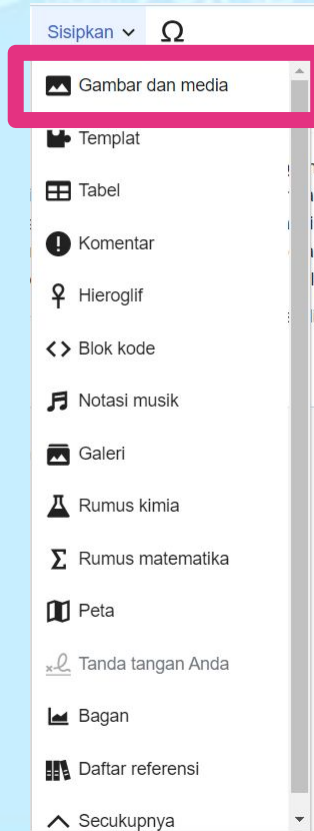 Sisipkan Ω
Gambar dan media
Templat
Tabel
Komentar
Hieroglif
Blok kode
Notasi musik
Galeri
Rumus kimia
Rumus matematika
Peta
Tanda tangan Anda
Bagan
Daftar referensi
Secukupnya